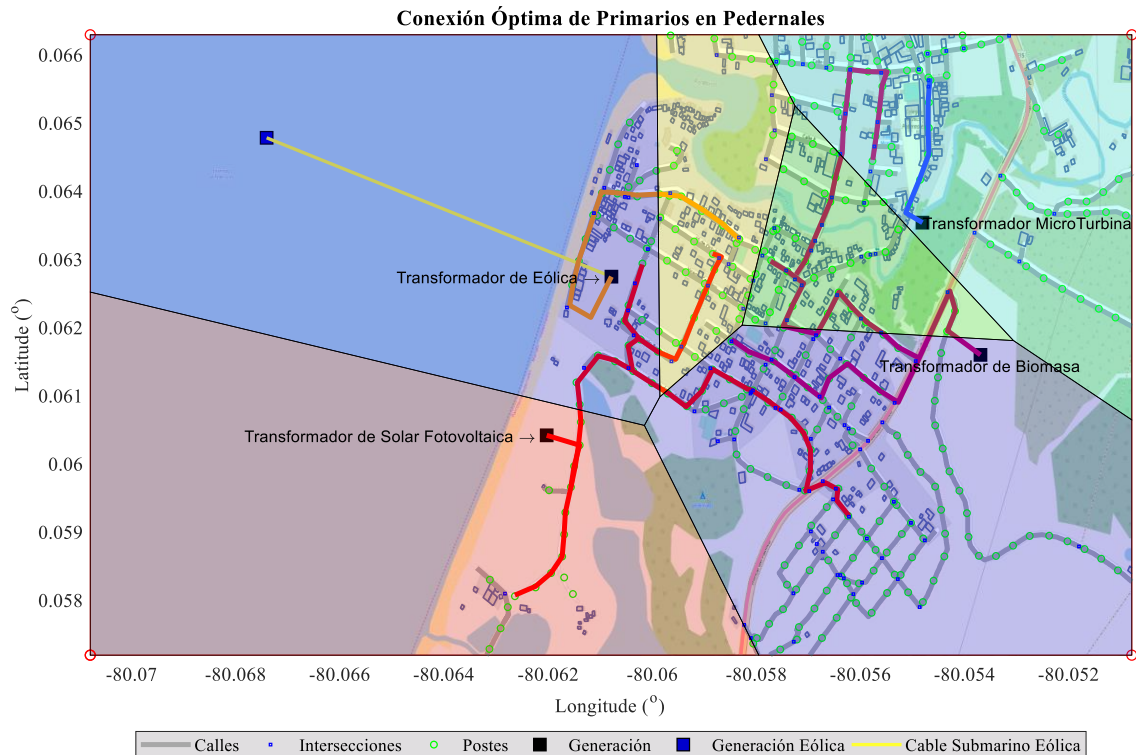 Conexión Óptima de Primarios en Pedernales
0.066
0.065
0.064
0.063
0.062
0.061
0.06
0.059
0.058
Latitude (o)
Transformador MicroTurbina
Transformador de Eólica →
Transformador de Biomasa
Transformador de Solar Fotovoltaica →
-80.07
-80.068
-80.066
-80.064
-80.062
-80.06
-80.058
-80.056
-80.054
-80.052
Longitude (o)
Calles
Intersecciones
Postes
Generación
Generación Eólica
Cable Submarino Eólica